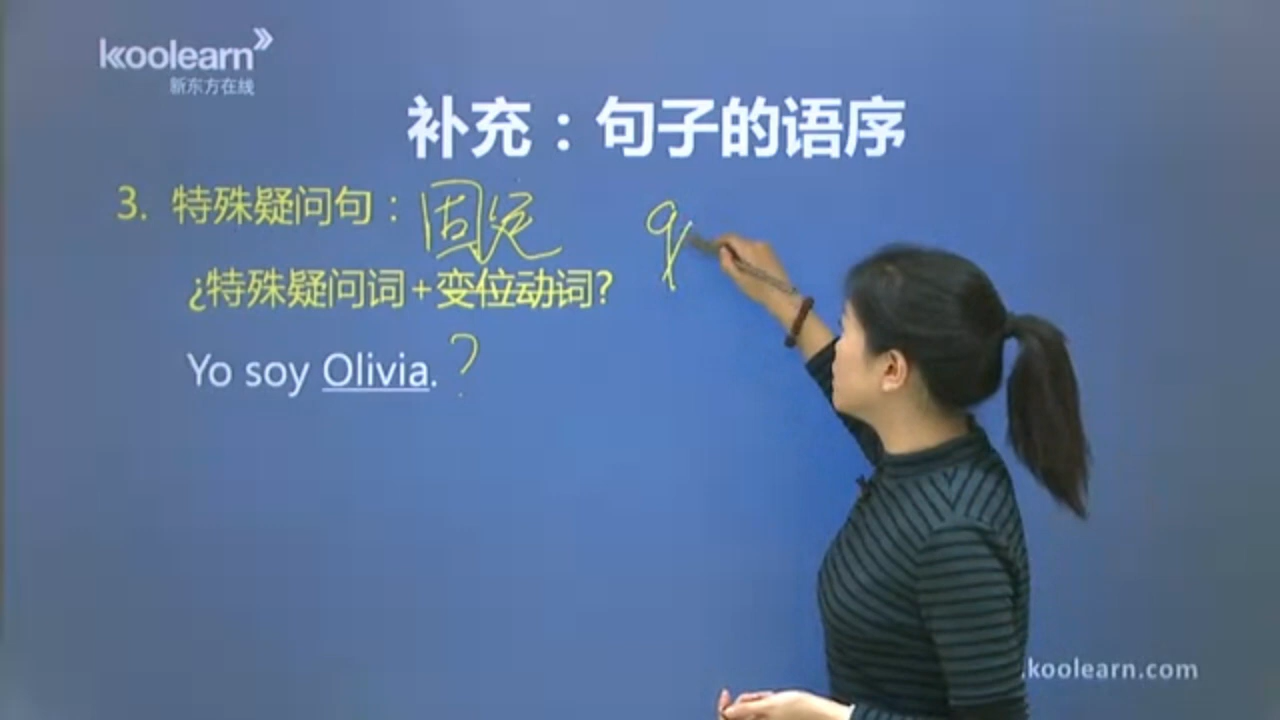 koolearn
新东方在线
补充：句子的语序
3. 特殊疑问句：固定
q
¿特殊疑问词+变位动词?
Yo soy Olivia. ?
koolearn.com